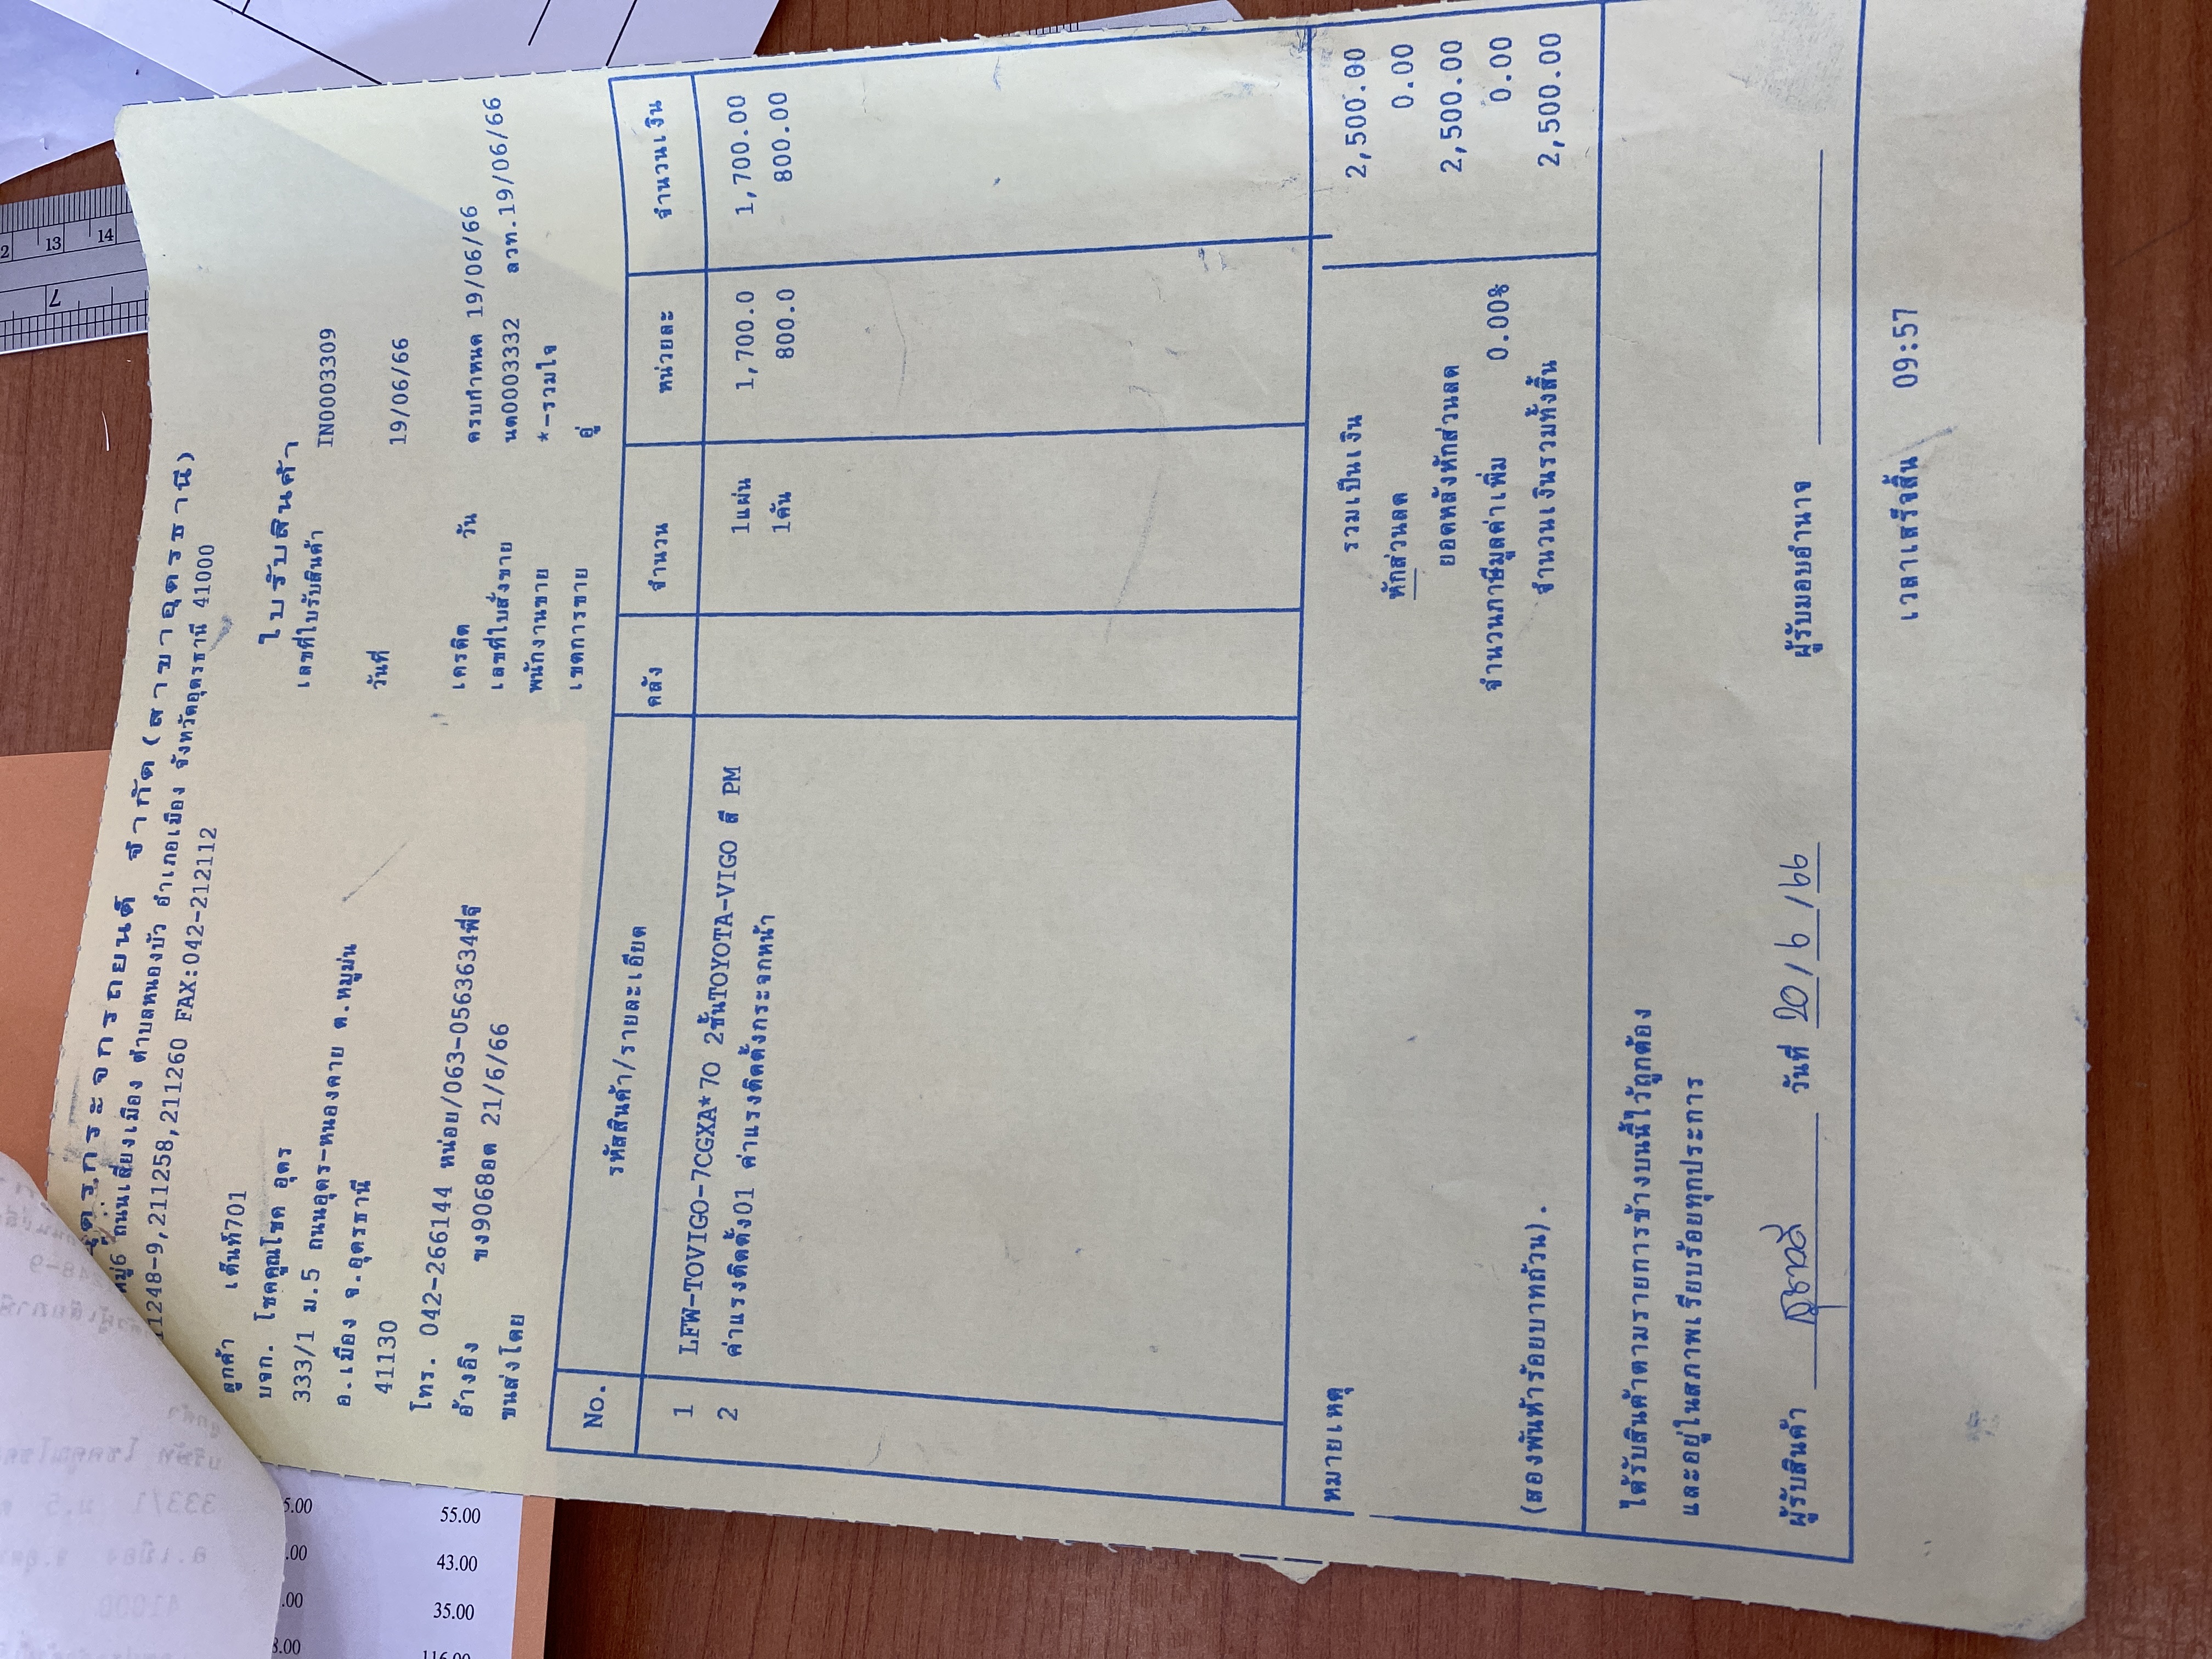 อุดรกระจกรถยนต์ จำกัด (สาขาอุดรธานี)
หมู่6 ถนนเลี่ยงเมือง ตำบลหนองบัว อำเภอเมือง จังหวัดอุดรธานี 41000
11248-9,211258,211260 FAX:042-212112
ใบรับสินค้า
ลูกค้า เต็นท์701
เลขที่ใบรับสินค้า IN0003309
บจก. โชคคูณโชค อุดร
333/1 ม.5 ถนนอุดร-หนองคาย ต.หมูม่น
วันที่ 19/06/66
อ.เมือง จ.อุดรธานี
41130
โทร. 042-266144 หน่อย/063-0563634พี่จี
เครดิต วัน ครบกำหนด 19/06/66
อ้างอิง ขง9068อด 21/6/66
เลขที่ใบสั่งขาย นต0003332 ลวท.19/06/66
ขนส่งโดย
พนักงานขาย *-รวมใจ
เขตการขาย อู่
No. รหัสสินค้า/รายละเอียด คลัง จำนวน หน่วยละ จำนวนเงิน
1 LFW-TOVIGO-7CGXA*70 2ชั้นTOYOTA-VIGO สี PM 1แผ่น 1,700.0 1,700.00
2 ค่าแรงติดตั้ง01 ค่าแรงติดตั้งกระจกหน้า 1คัน 800.0 800.00
หมายเหตุ รวมเป็นเงิน 2,500.00
หักส่วนลด 0.00
ยอดหลังหักส่วนลด 2,500.00
จำนวนภาษีมูลค่าเพิ่ม 0.00% 0.00
(สองพันห้าร้อยบาทถ้วน). จำนวนเงินรวมทั้งสิ้น 2,500.00
ได้รับสินค้าตามรายการข้างบนนี้ไว้ถูกต้อง
และอยู่ในสภาพเรียบร้อยทุกประการ
ผู้รับสินค้า วันที่ 20/6/66 ผู้รับมอบอำนาจ
เวลาเสร็จสิ้น 09:57
55.00
43.00
35.00